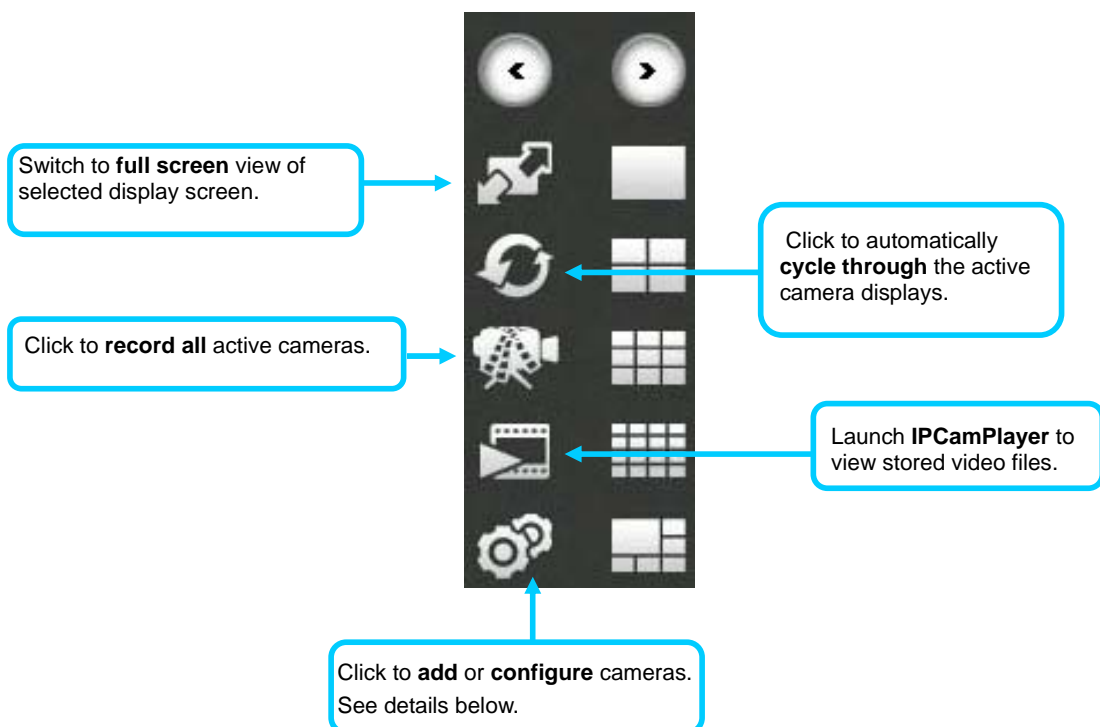 Switch to full screen view of
selected display screen.
Click to automatically
cycle through the active
camera displays.
Click to record all active cameras.
Launch IPCamPlayer to
view stored video files.
Click to add or configure cameras.
See details below.